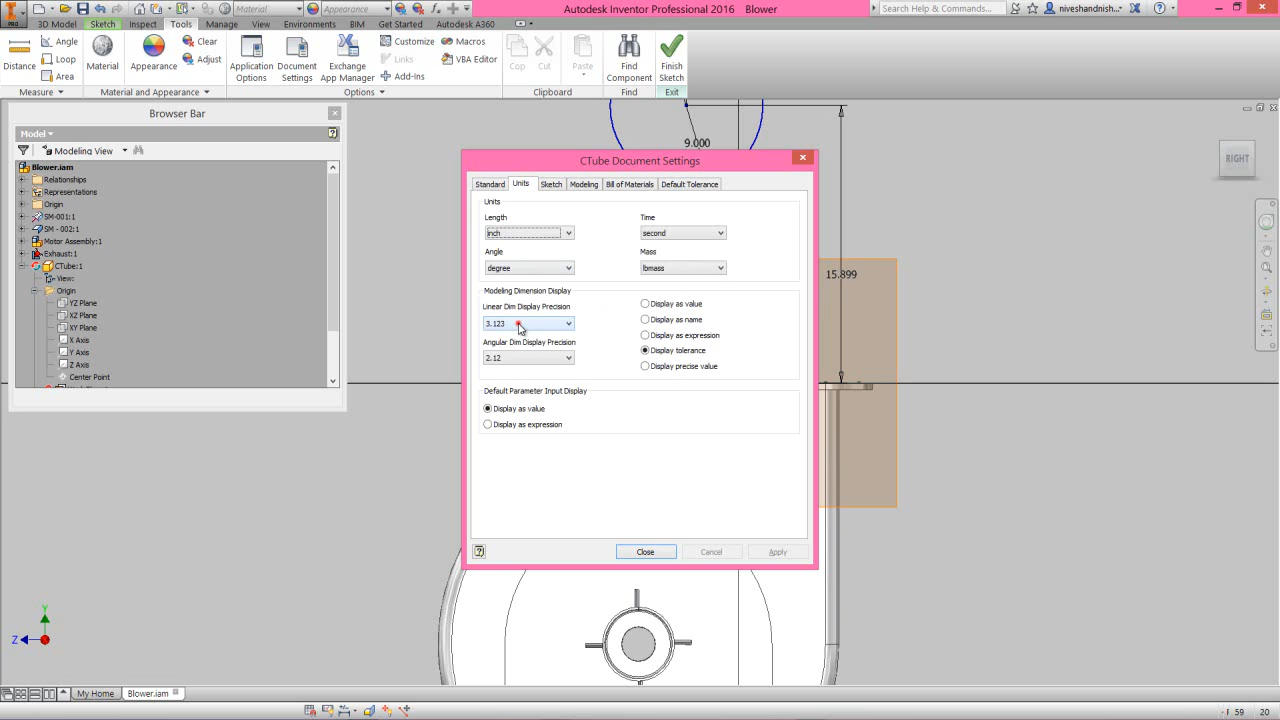 Material
Appearance
Autodesk Inventor Professional 2016 Blower
Search Help & Commands...
niveshandnish...
PRO
3D Model
Sketch
Inspect
Tools
Manage
View
Environments
BIM
Get Started
Autodesk A360
Distance
Angle
Loop
Area
Material
Appearance
Clear
Adjust
Application
Options
Document
Settings
Exchange
App Manager
Customize
Links
Add-Ins
Macros
VBA Editor
Cop
Cut
Paste
Find
Component
Finish
Sketch
Measure
Material and Appearance
Options
Clipboard
Find
Exit
Browser Bar
Model
Modeling View
Blower.iam
Relationships
Representations
Origin
SM-001:1
SM - 002:1
Motor Assembly:1
Exhaust:1
CTube:1
View:
Origin
YZ Plane
XZ Plane
XY Plane
X Axis
Y Axis
Z Axis
Center Point
9.000
15.899
RIGHT
CTube Document Settings
Standard
Units
Sketch
Modeling
Bill of Materials
Default Tolerance
Units
Length
Time
inch
second
Angle
Mass
degree
lbmass
Modeling Dimension Display
Linear Dim Display Precision
3.123
Angular Dim Display Precision
2.12
Display as value
Display as name
Display as expression
Display tolerance
Display precise value
Default Parameter Input Display
Display as value
Display as expression
Close
Cancel
Apply
Y
Z
My Home
Blower.iam
59
20